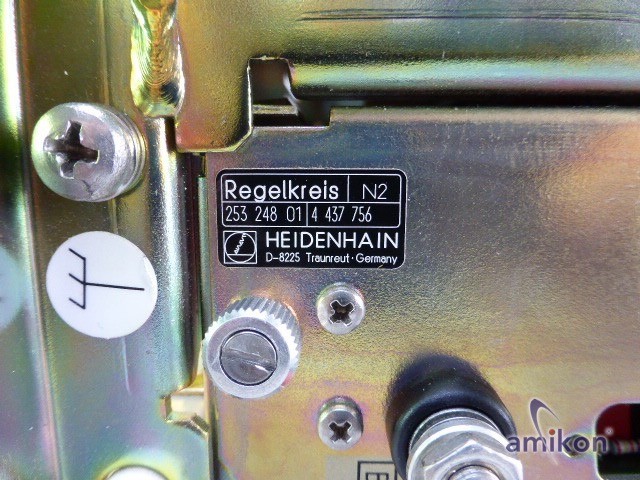 Regelkreis N2
253 248 01 4 437 756
HEIDENHAIN
D-8225 Traunreut·Germany
amikon